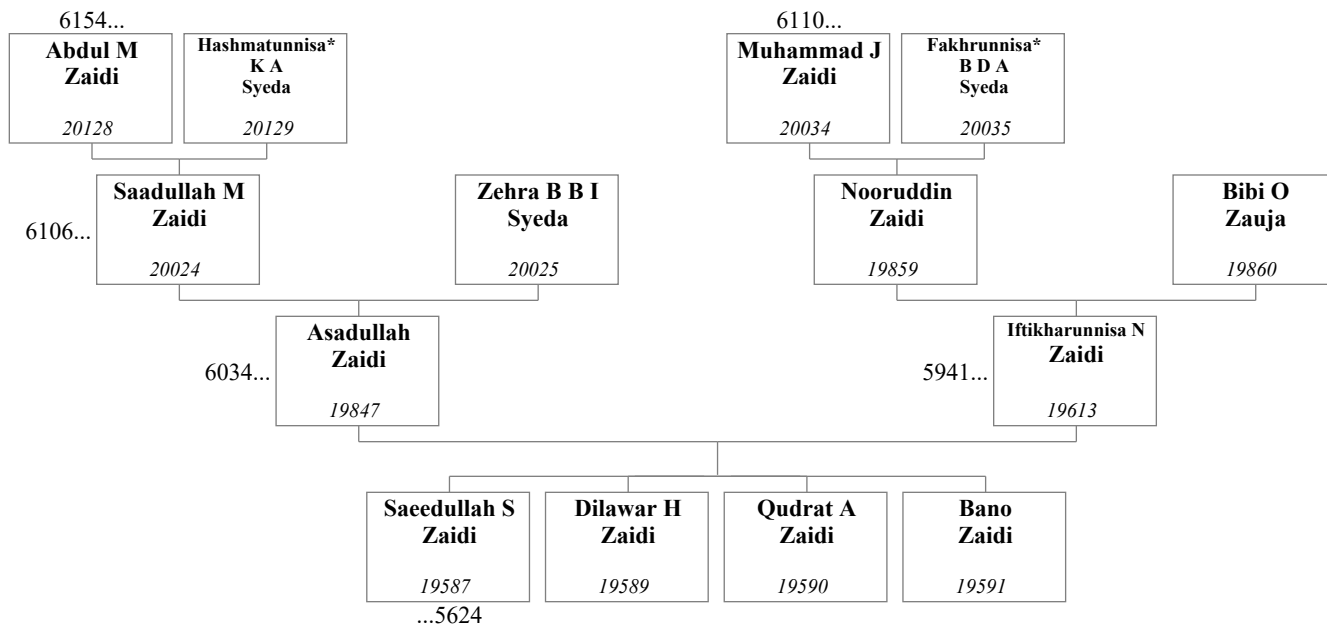 6154...
Abdul M
Zaidi
20128
Hashmatunnisa*
K A
Syeda
20129
6110...
Muhammad J
Zaidi
20034
Fakhrunnisa*
B D A
Syeda
20035
6106...
Saadullah M
Zaidi
20024
Zehra B B I
Syeda
20025
Nooruddin
Zaidi
19859
Bibi O
Zauja
19860
6034...
Asadullah
Zaidi
19847
5941...
Iftikharunnisa N
Zaidi
19613
Saeedullah S
Zaidi
19587
...5624
Dilawar H
Zaidi
19589
Qudrat A
Zaidi
19590
Bano
Zaidi
19591